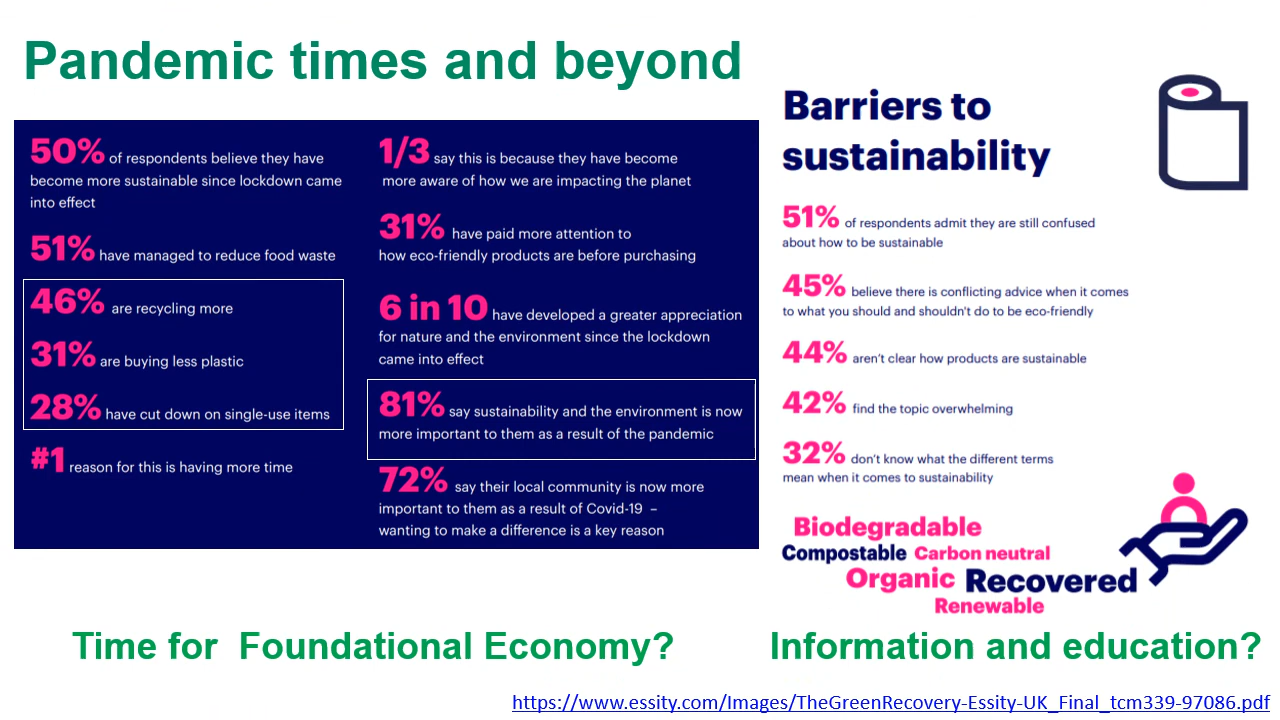 Pandemic times and beyond
50% of respondents believe they have
become more sustainable since lockdown came
into effect
51% have managed to reduce food waste
46% are recycling more
31% are buying less plastic
28% have cut down on single-use items
#1 reason for this is having more time
1/3 say this is because they have become
more aware of how we are impacting the planet
31% have paid more attention to
how eco-friendly products are before purchasing
6 in 10 have developed a greater appreciation
for nature and the environment since the lockdown
came into effect
81% say sustainability and the environment is now
more important to them as a result of the pandemic
72% say their local community is now more
important to them as a result of Covid-19 –
wanting to make a difference is a key reason
Barriers to
sustainability
51% of respondents admit they are still confused
about how to be sustainable
45% believe there is conflicting advice when it comes
to what you should and shouldn't do to be eco-friendly
44% aren't clear how products are sustainable
42% find the topic overwhelming
32% don't know what the different terms
mean when it comes to sustainability
Biodegradable
Compostable Carbon neutral
Organic Recovered
Renewable
Time for Foundational Economy?
Information and education?
https://www.essity.com/Images/TheGreenRecovery-Essity-UK_Final_tcm339-97086.pdf